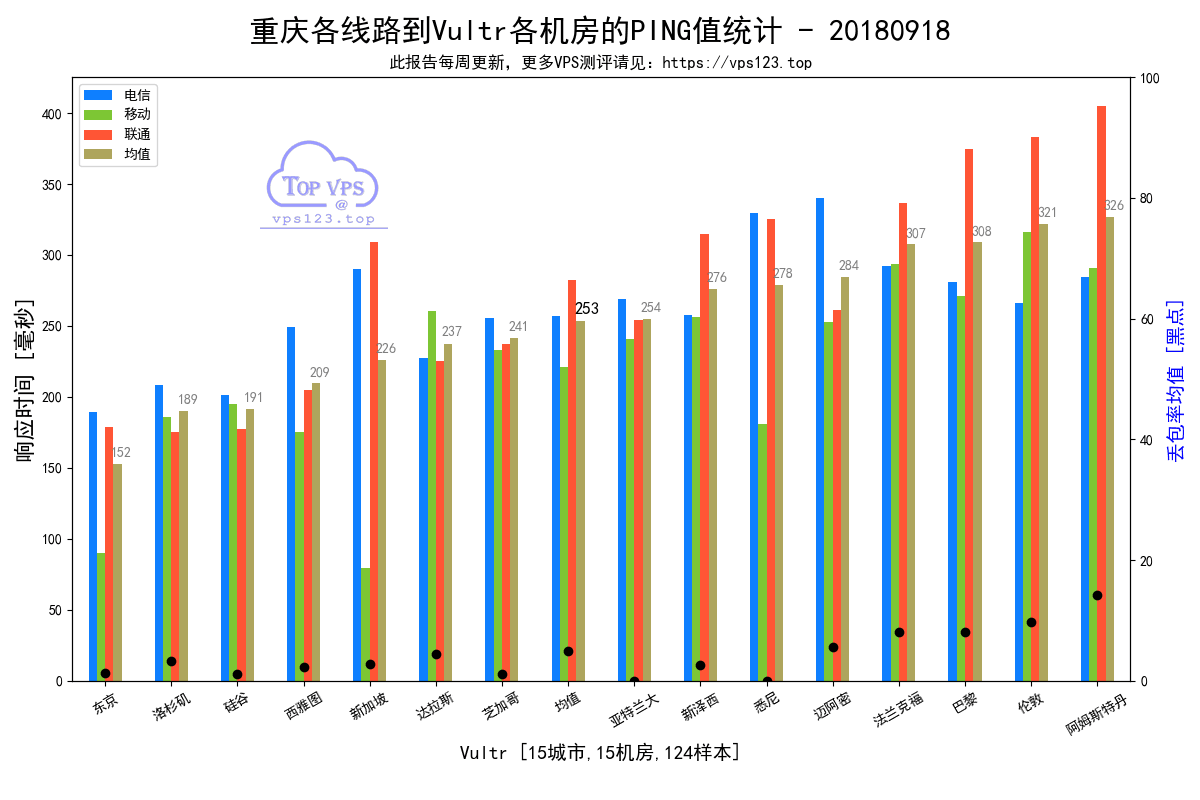 重庆各线路到Vultr各机房的PING值统计 - 20180918
此报告每周更新，更多VPS测评请见：https://vps123.top
电信
移动
联通
均值
TOP VPS
@
vps123.top
响应时间 [毫秒]
400
350
300
250
200
150
100
50
0
152
189
191
209
226
237
241
253
254
276
278
284
307
308
321
326
100
80
60
40
20
0
丢包率均值 [黑点]
东京
洛杉矶
硅谷
西雅图
新加坡
达拉斯
芝加哥
均值
亚特兰大
新泽西
悉尼
迈阿密
法兰克福
巴黎
伦敦
阿姆斯特丹
Vultr [15城市,15机房,124样本]